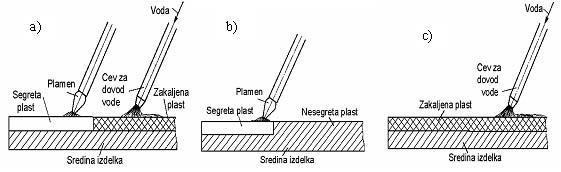 a)
Voda
Plamen
Cev za
dovod
vode
Segreta
plast
Zakaljena
plast
Sredina izdelka
b)
Plamen
Segreta plast
Nesegreta plast
Sredina izdelka
c)
Voda
Cev za
dovod
vode
Zakaljena plast
Sredina izdelka